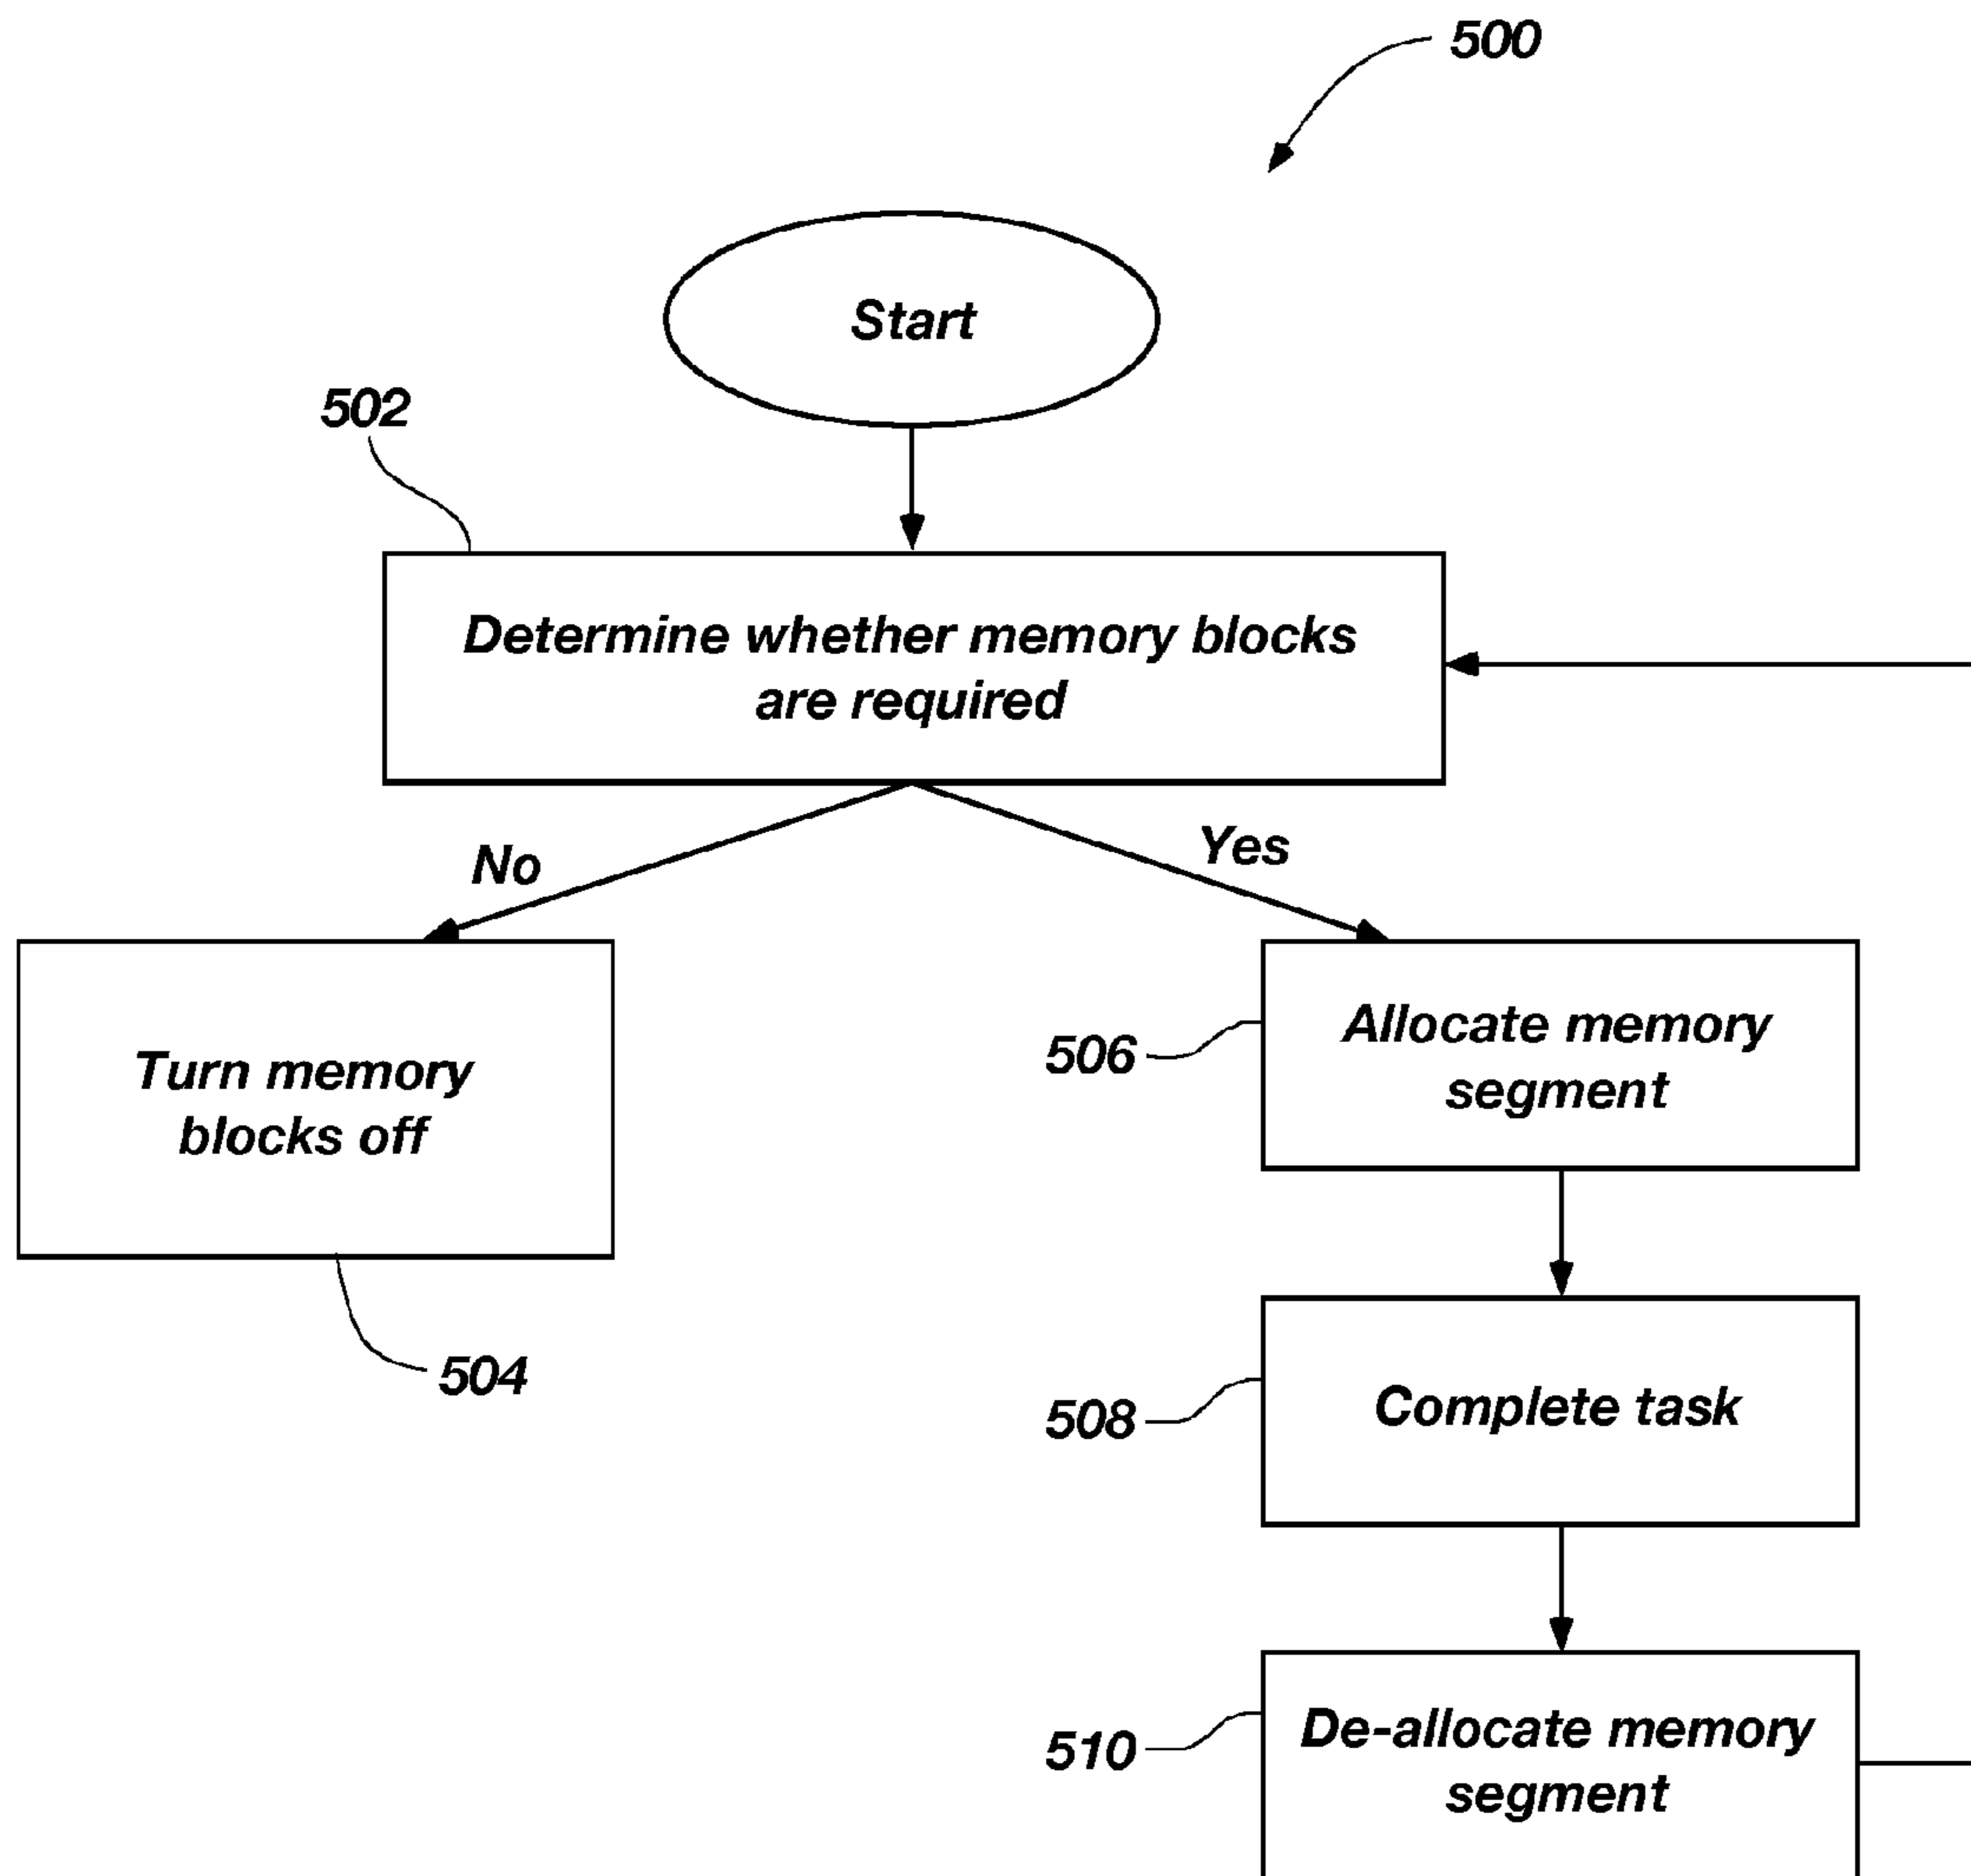 500
Start
502
Determine whether memory blocks
are required
No
Yes
Turn memory
blocks off
504
506
Allocate memory
segment
508
Complete task
510
De-allocate memory
segment